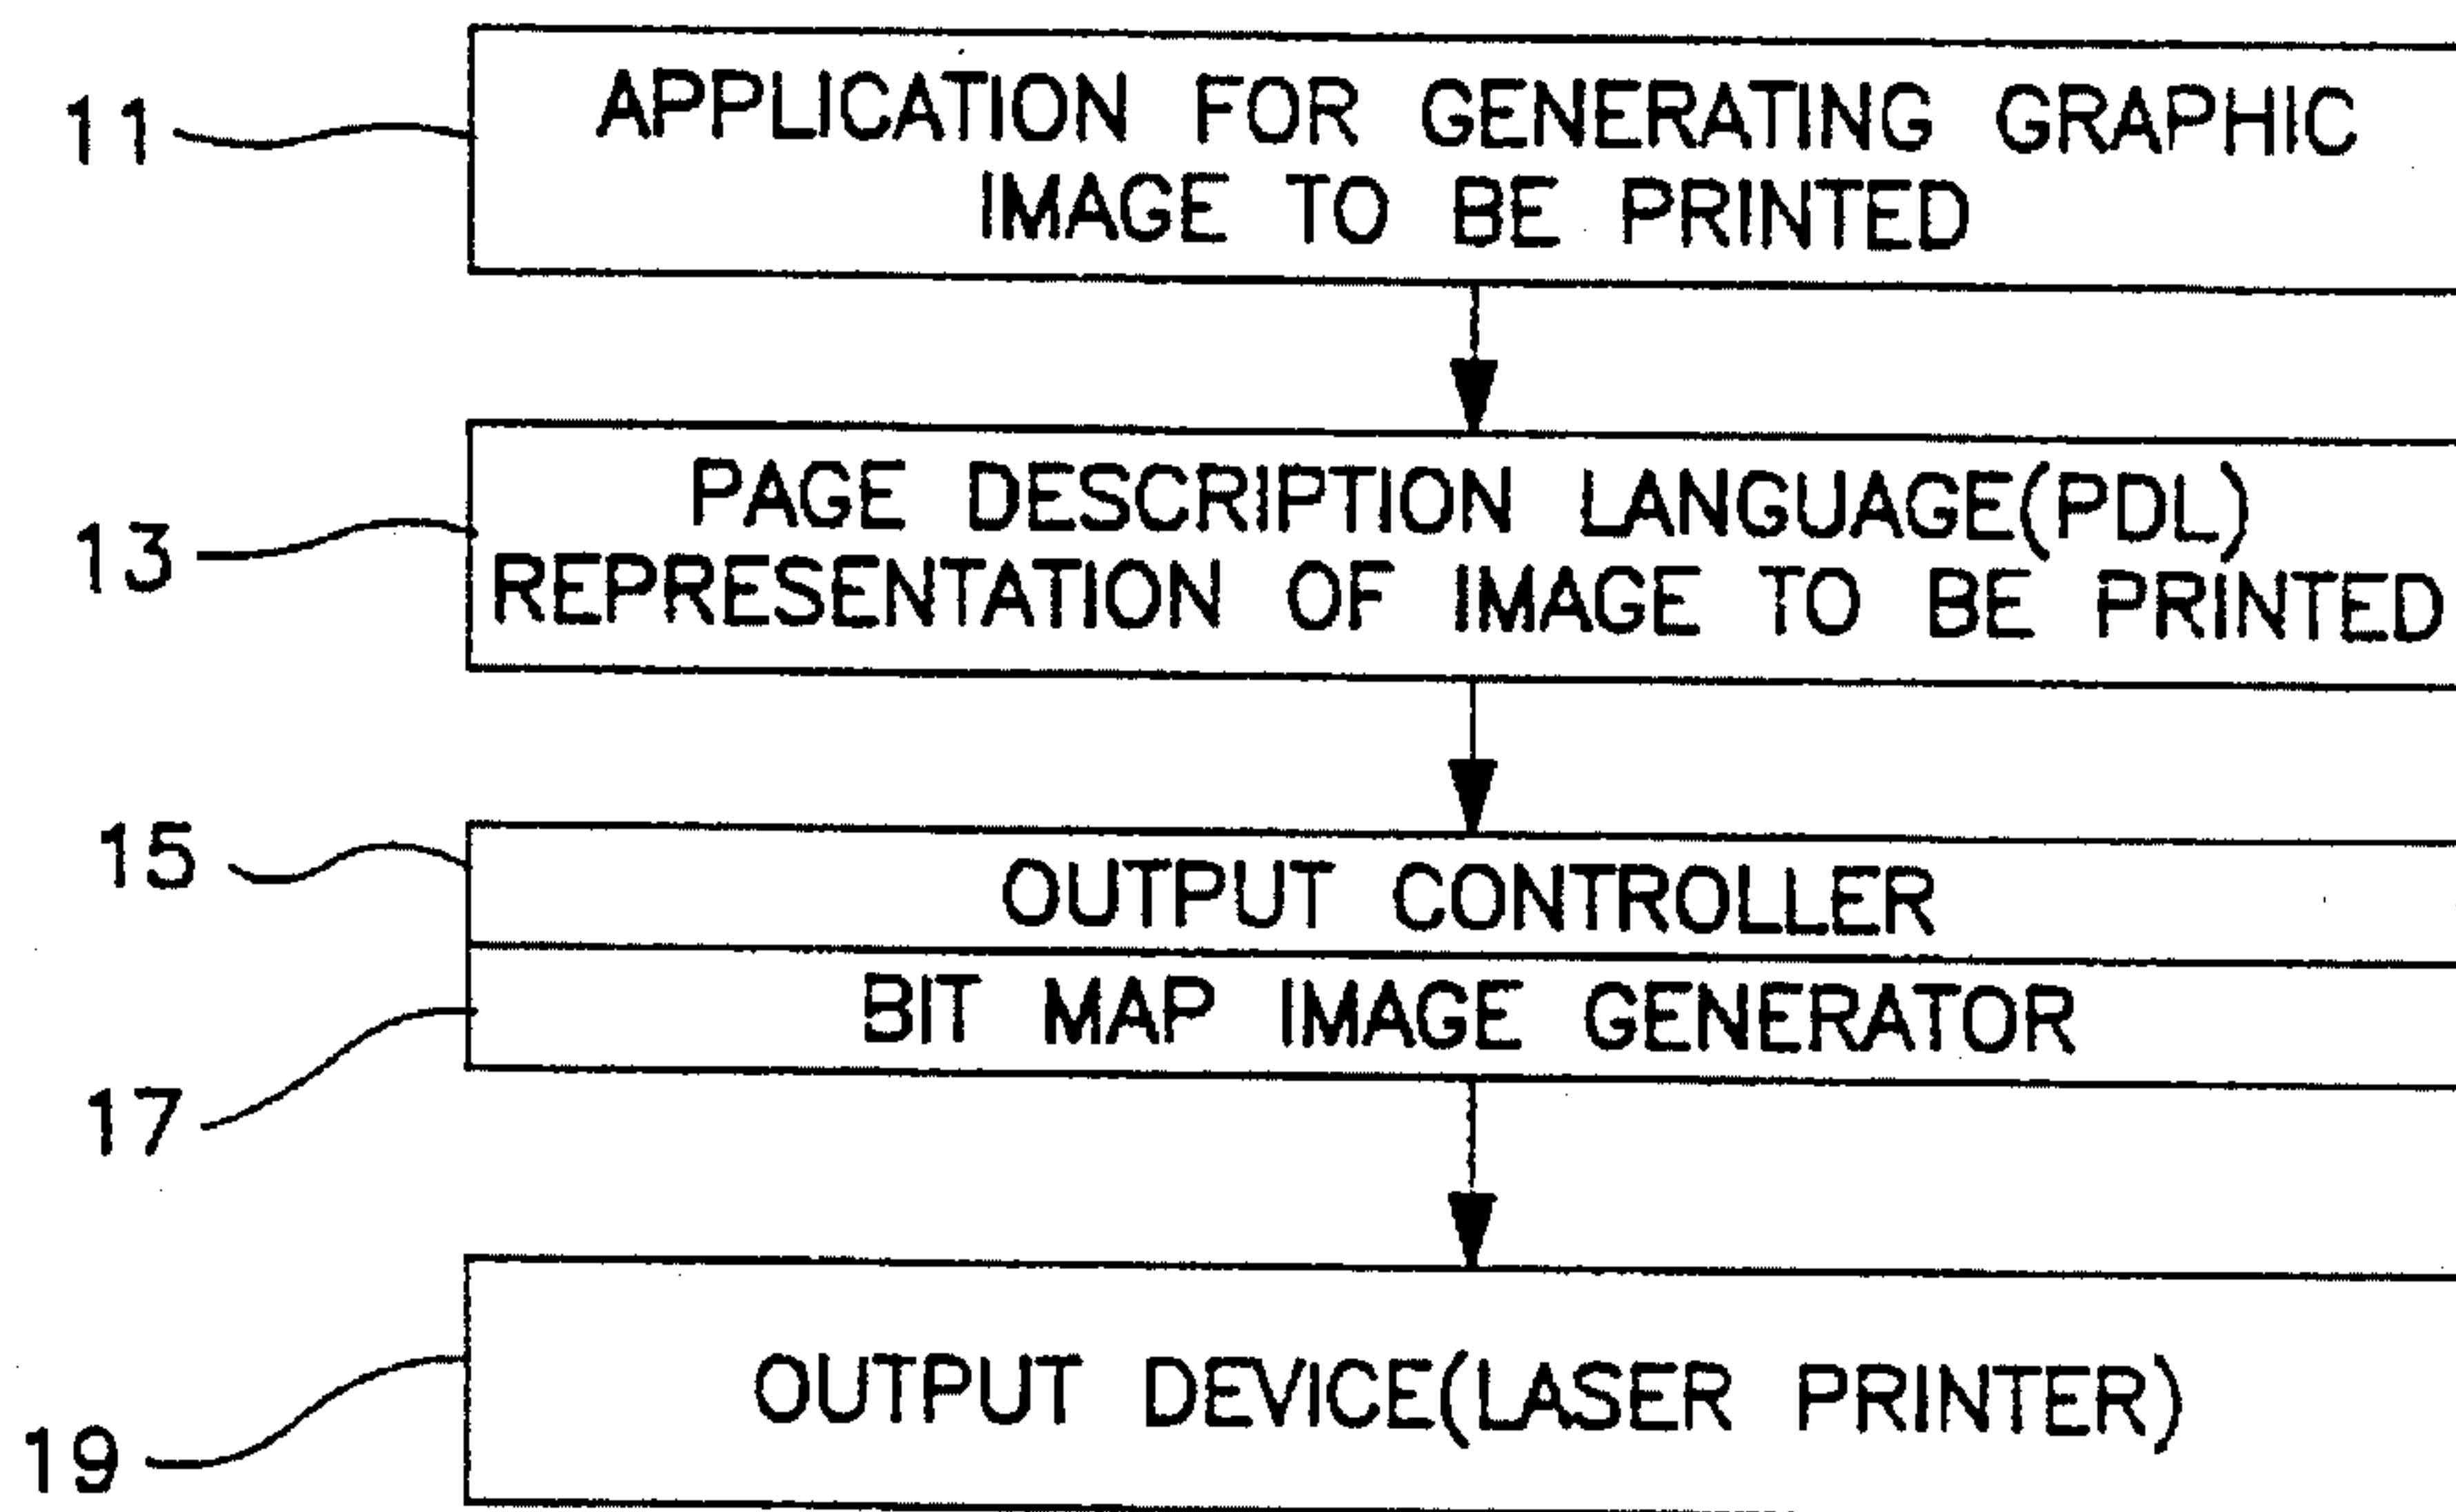 11
APPLICATION FOR GENERATING GRAPHIC
IMAGE TO BE PRINTED
13
PAGE DESCRIPTION LANGUAGE(PDL)
REPRESENTATION OF IMAGE TO BE PRINTED
15
OUTPUT CONTROLLER
17
BIT MAP IMAGE GENERATOR
19
OUTPUT DEVICE(LASER PRINTER)